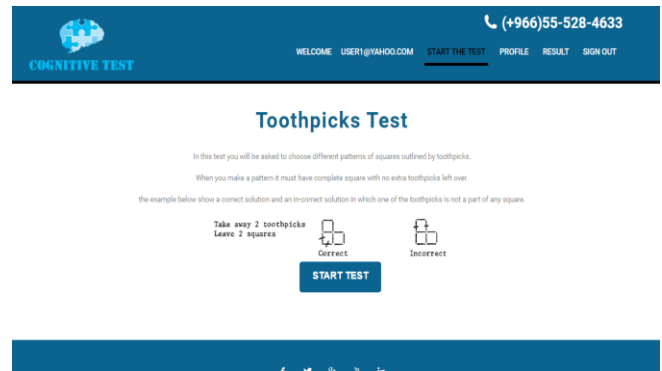 (+966)55-528-4633
COGNITIVE TEST
WELCOME USER1@YAHOO.COM START THE TEST PROFILE RESULT SIGN OUT
Toothpicks Test
In this test you will be asked to choose different patterns of squares outlined by toothpicks.
When you make a pattern it must have complete square with no extra toothpicks left over.
the example below show a correct solution and an in-correct solution in which one of the toothpicks is not a part of any square.
Take away 2 toothpicks
Leave 2 squares
Correct Incorrect
START TEST